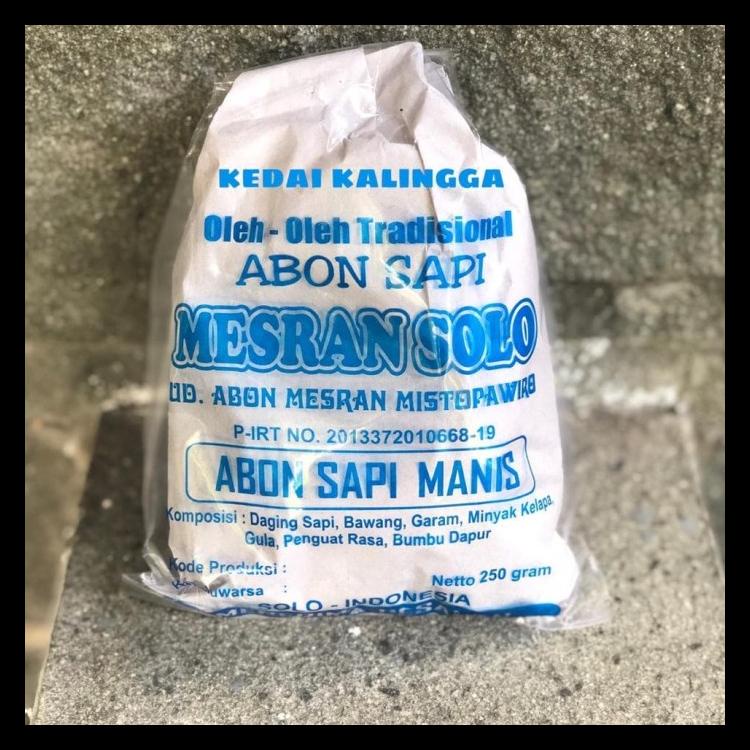 KEDAI KALINGGA
Oleh - Oleh Tradisional
ABON SAPI
MESRAN SOLO
UD. ABON MESRAN MISTOPAWIRO
P-IRT NO. 2013372010668-19
ABON SAPI MANIS
Komposisi : Daging Sapi, Bawang, Garam, Minyak Kelapa,
Gula, Penguat Rasa, Bumbu Dapur
Kode Produksi :
Netto 250 gram
SOLO - INDONESIA